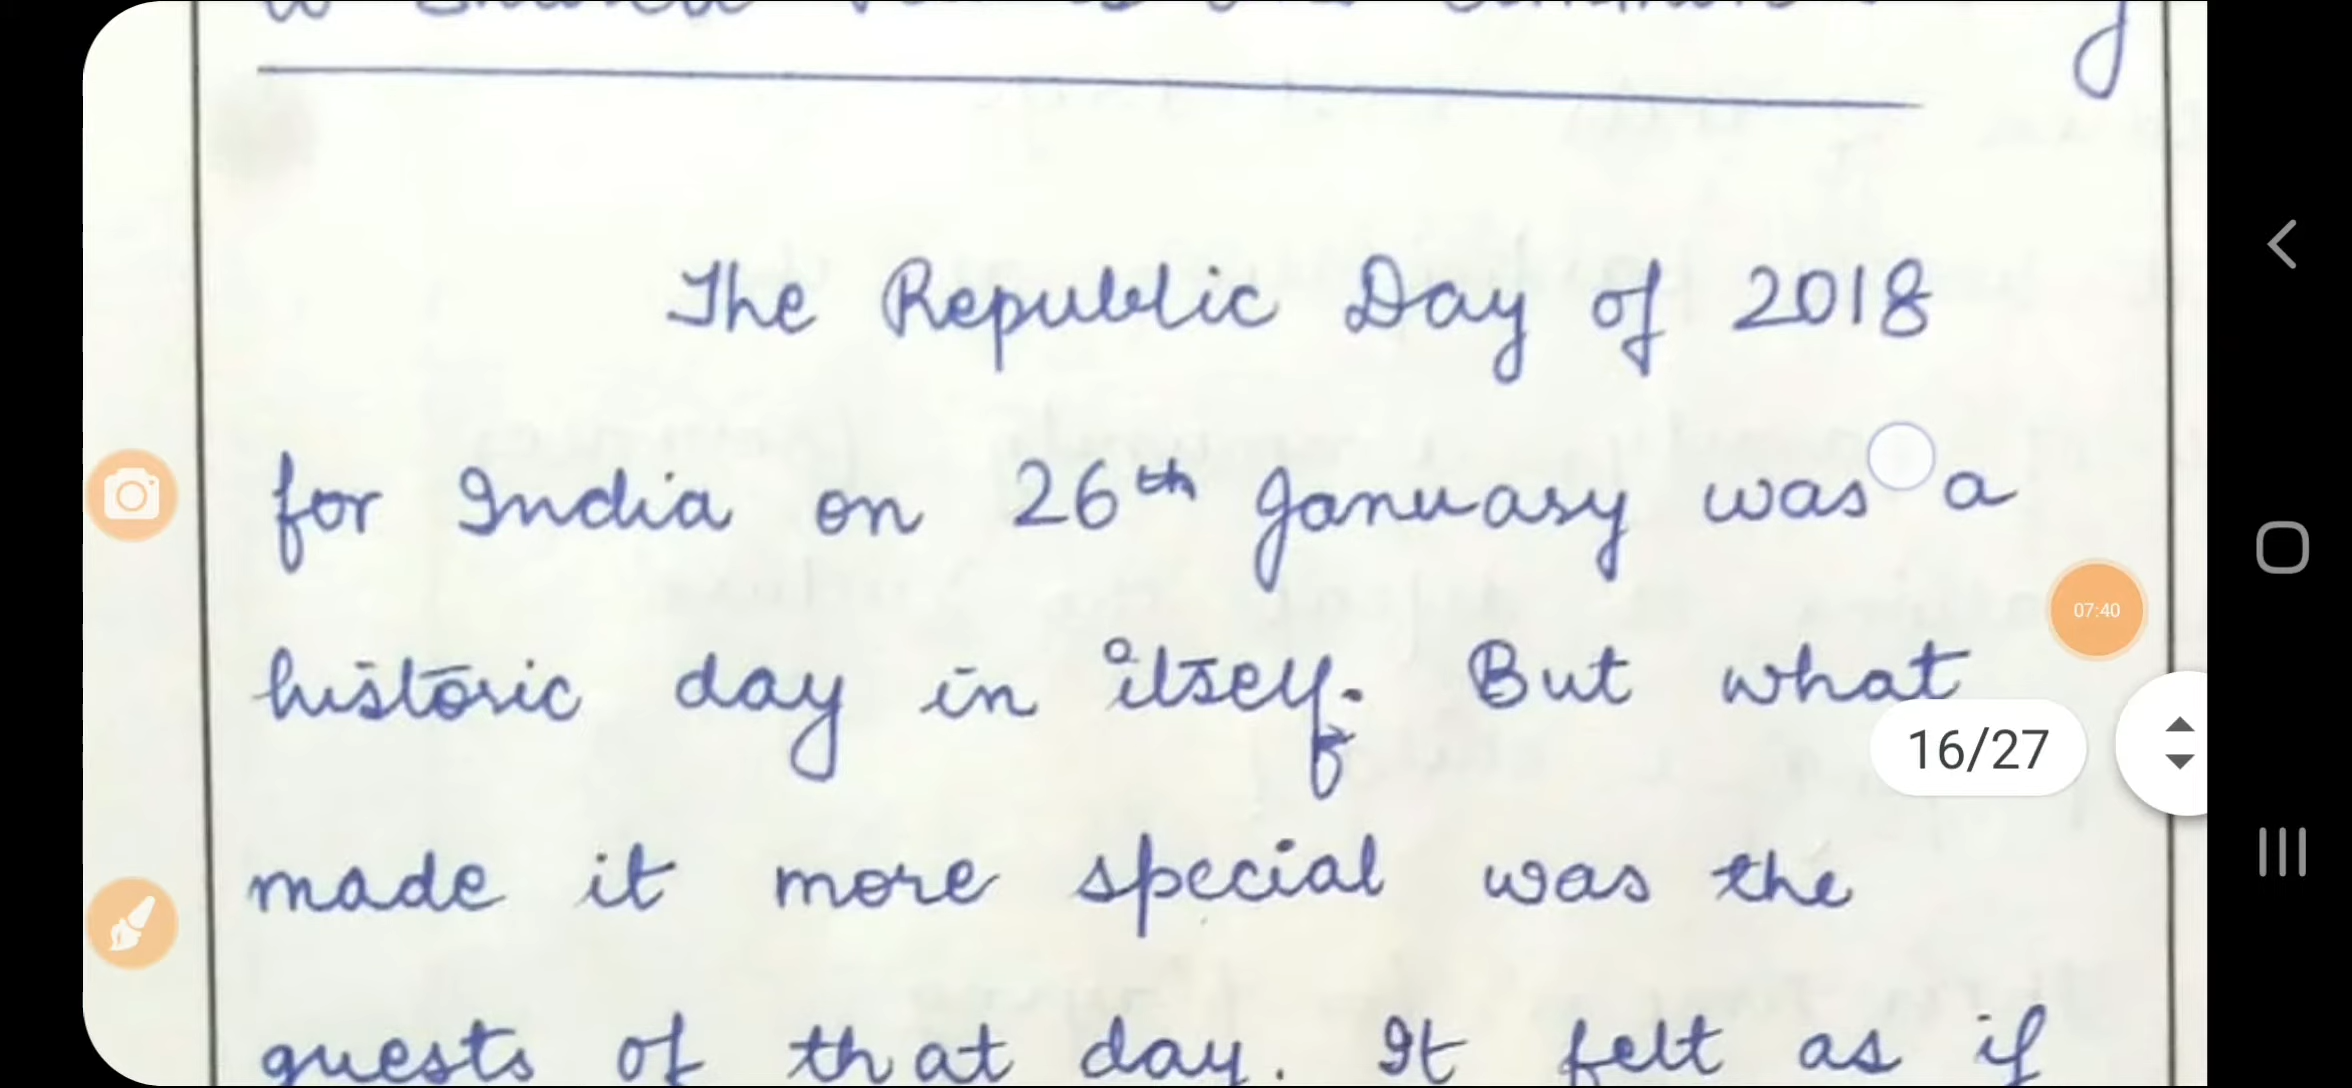 The Republic Day of 2018
for India on 26th January was a
07:40
historic day in itself. But what
16/27
made it more special was the
guests of that day. It felt as if